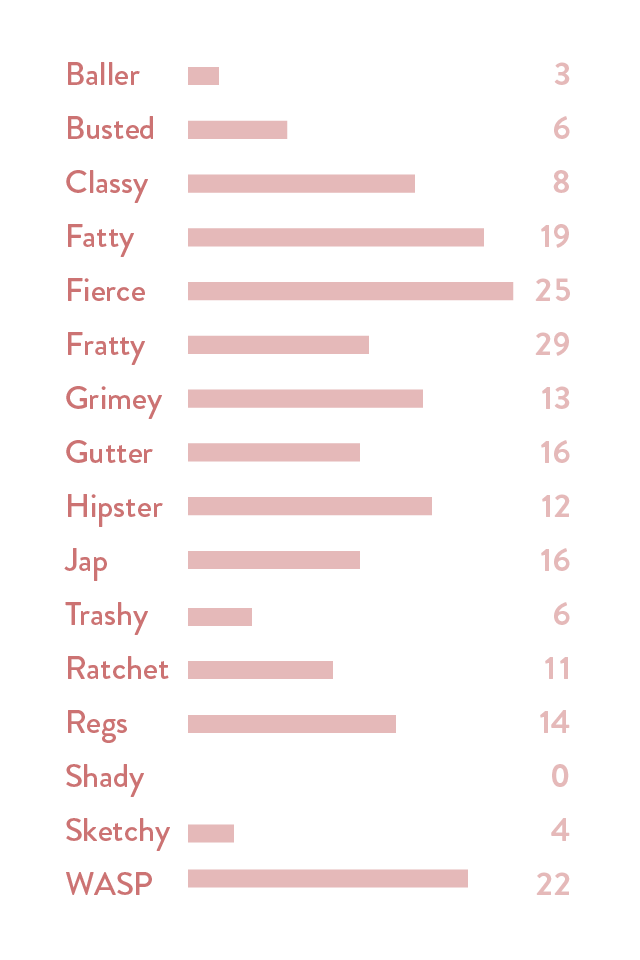 Baller 3
Busted 6
Classy 8
Fatty 19
Fierce 25
Fratty 29
Grimey 13
Gutter 16
Hipster 12
Jap 16
Trashy 6
Ratchet 11
Regs 14
Shady 0
Sketchy 4
WASP 22